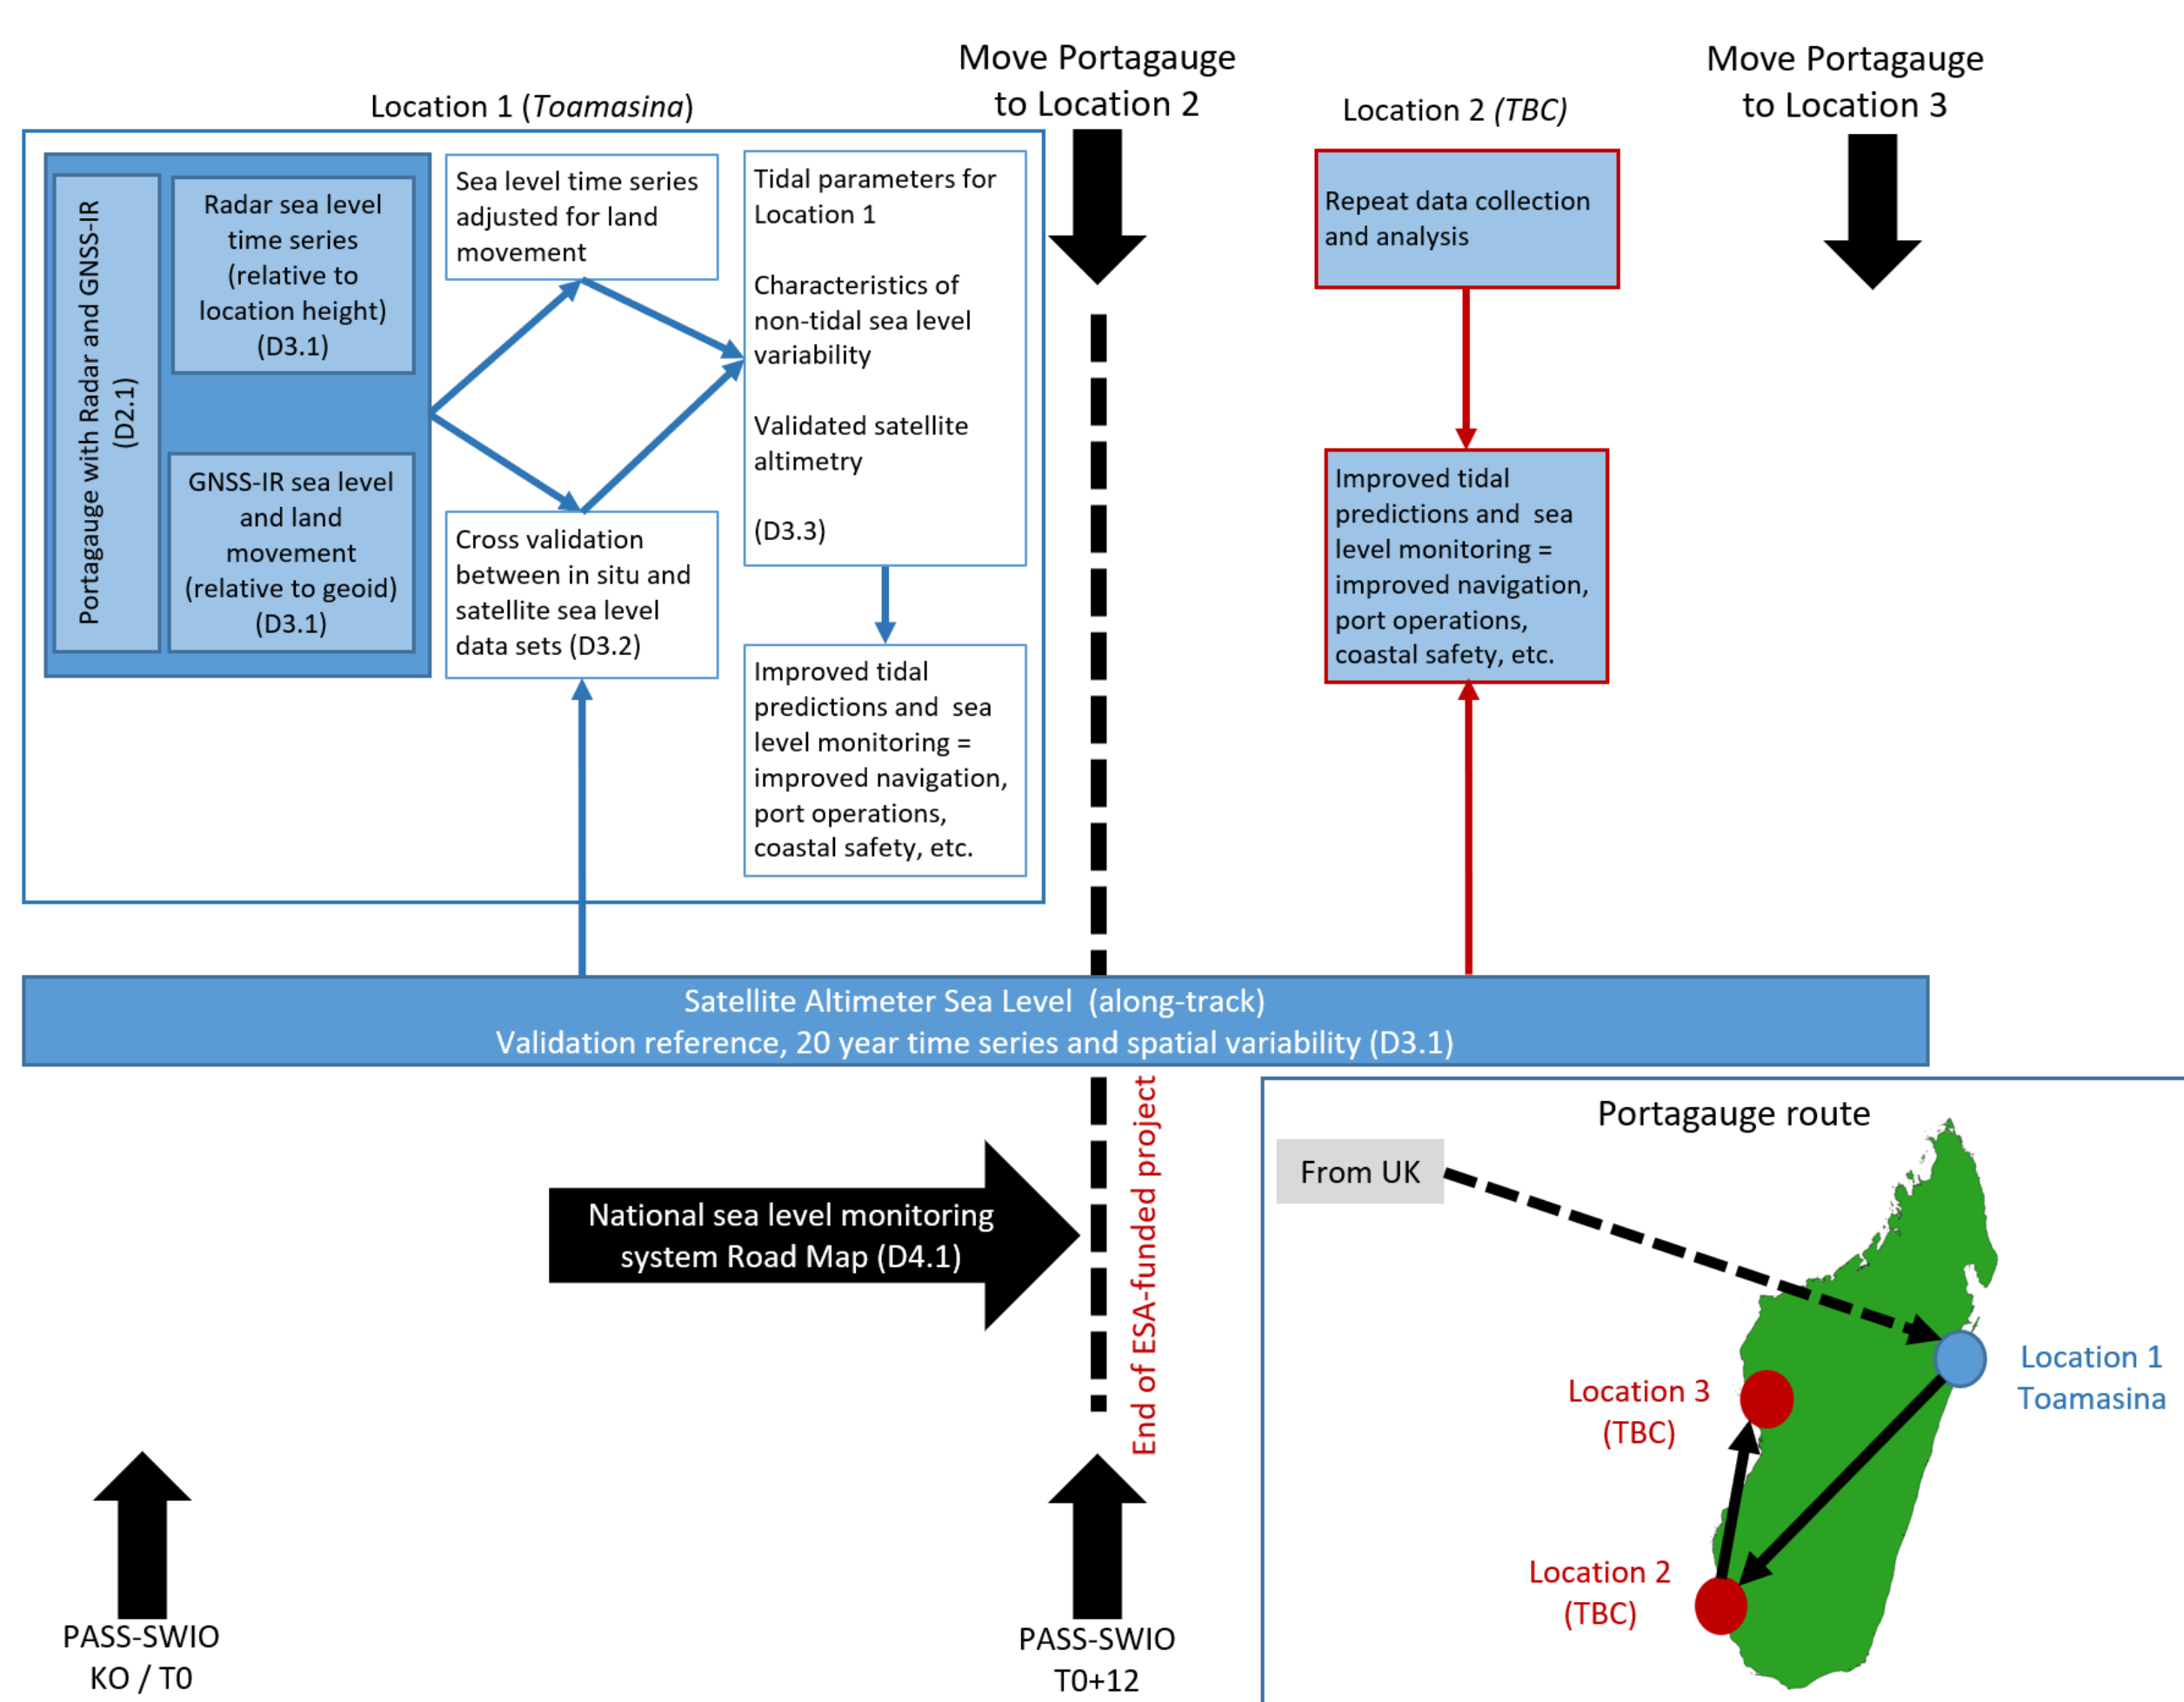 Move Portagauge
to Location 2
Move Portagauge
to Location 3
Location 1 (Toamasina)
Location 2 (TBC)
Portagauge with Radar and GNSS-IR
(D2.1)
Radar sea level
time series
(relative to
location height)
(D3.1)
GNSS-IR sea level
and land
movement
(relative to geoid)
(D3.1)
Sea level time series
adjusted for land
movement
Cross validation
between in situ and
satellite sea level
data sets (D3.2)
Tidal parameters for
Location 1
Characteristics of
non-tidal sea level
variability
Validated satellite
altimetry
(D3.3)
Improved tidal
predictions and sea
level monitoring =
improved navigation,
port operations,
coastal safety, etc.
Repeat data collection
and analysis
Improved tidal
predictions and sea
level monitoring =
improved navigation,
port operations,
coastal safety, etc.
Satellite Altimeter Sea Level (along-track)
Validation reference, 20 year time series and spatial variability (D3.1)
National sea level monitoring
system Road Map (D4.1)
End of ESA-funded project
PASS-SWIO
KO / T0
PASS-SWIO
T0+12
Portagauge route
From UK
Location 1
Toamasina
Location 3
(TBC)
Location 2
(TBC)